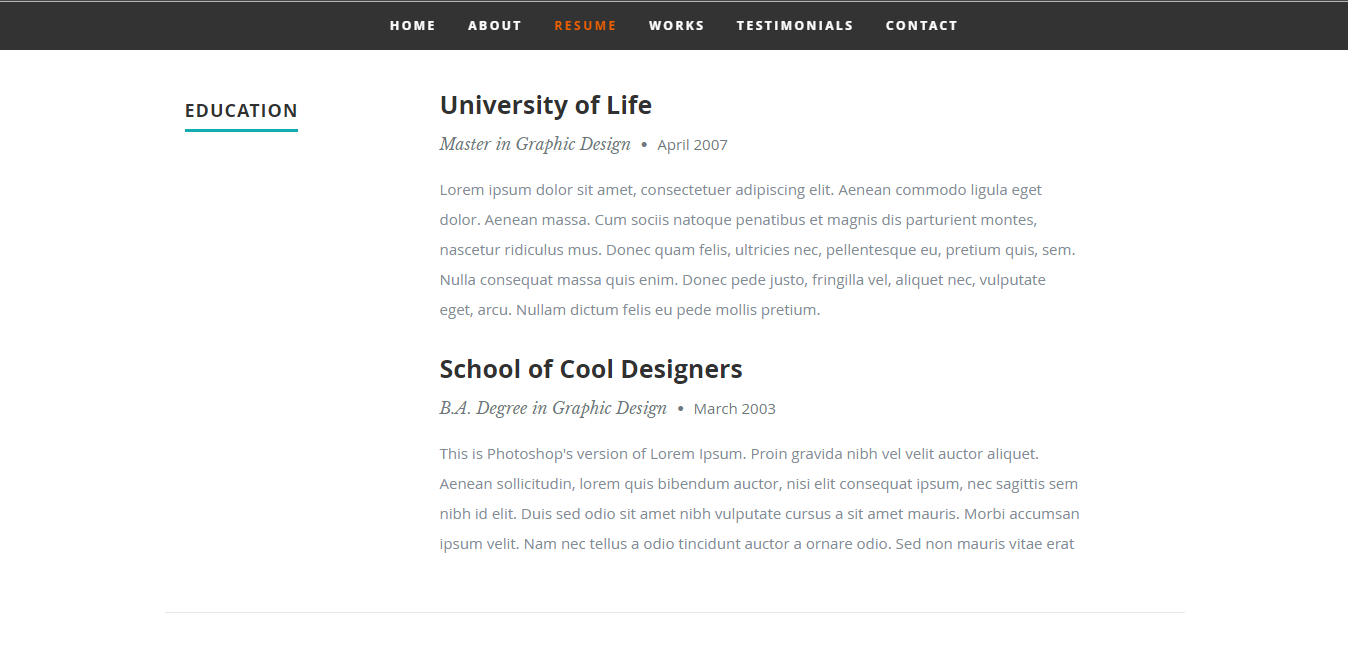 HOME ABOUT RESUME WORKS TESTIMONIALS CONTACT
EDUCATION
University of Life
Master in Graphic Design • April 2007
Lorem ipsum dolor sit amet, consectetuer adipiscing elit. Aenean commodo ligula eget
dolor. Aenean massa. Cum sociis natoque penatibus et magnis dis parturient montes,
nascetur ridiculus mus. Donec quam felis, ultricies nec, pellentesque eu, pretium quis, sem.
Nulla consequat massa quis enim. Donec pede justo, fringilla vel, aliquet nec, vulputate
eget, arcu. Nullam dictum felis eu pede mollis pretium.
School of Cool Designers
B.A. Degree in Graphic Design • March 2003
This is Photoshop's version of Lorem Ipsum. Proin gravida nibh vel velit auctor aliquet.
Aenean sollicitudin, lorem quis bibendum auctor, nisi elit consequat ipsum, nec sagittis sem
nibh id elit. Duis sed odio sit amet nibh vulputate cursus a sit amet mauris. Morbi accumsan
ipsum velit. Nam nec tellus a odio tincidunt auctor a ornare odio. Sed non mauris vitae erat